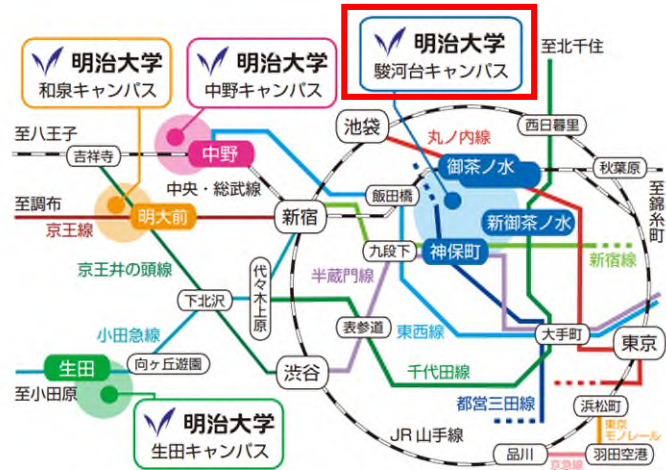 明治大学
駿河台キャンパス
明治大学
和泉キャンパス
明治大学
中野キャンパス
至北千住
至八王子
吉祥寺
中野
池袋
丸ノ内線
西日暮里
御茶ノ水
秋葉原
中央・総武線
飯田橋
至錦糸町
至調布
明大前
新宿
新御茶ノ水
京王線
九段下
神保町
新宿線
京王井の頭線
代々木上原
半蔵門線
下北沢
小田急線
表参道
東西線
大手町
東京
生田
向ヶ丘遊園
渋谷
千代田線
至小田原
都営三田線
浜松町
明治大学
生田キャンパス
JR山手線
東京
モノレール
品川
京急線
羽田空港